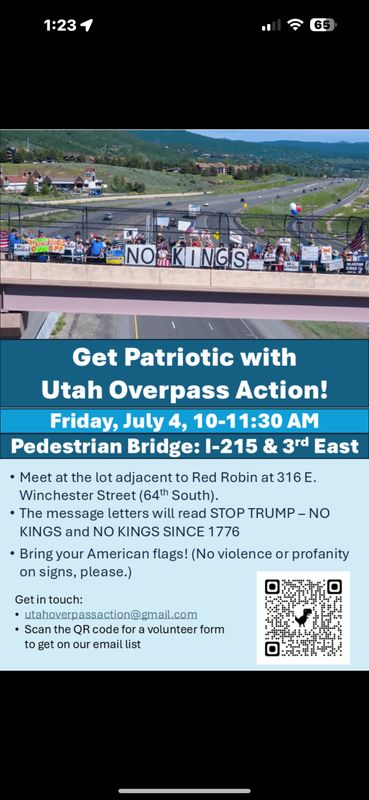 1:23
65
NO KINGS
Get Patriotic with
Utah Overpass Action!
Friday, July 4, 10-11:30 AM
Pedestrian Bridge: I-215 & 3rd East
• Meet at the lot adjacent to Red Robin at 316 E.
Winchester Street (64th South).
• The message letters will read STOP TRUMP – NO
KINGS and NO KINGS SINCE 1776
• Bring your American flags! (No violence or profanity
on signs, please.)
Get in touch:
• utahoverpassaction@gmail.com
• Scan the QR code for a volunteer form
to get on our email list